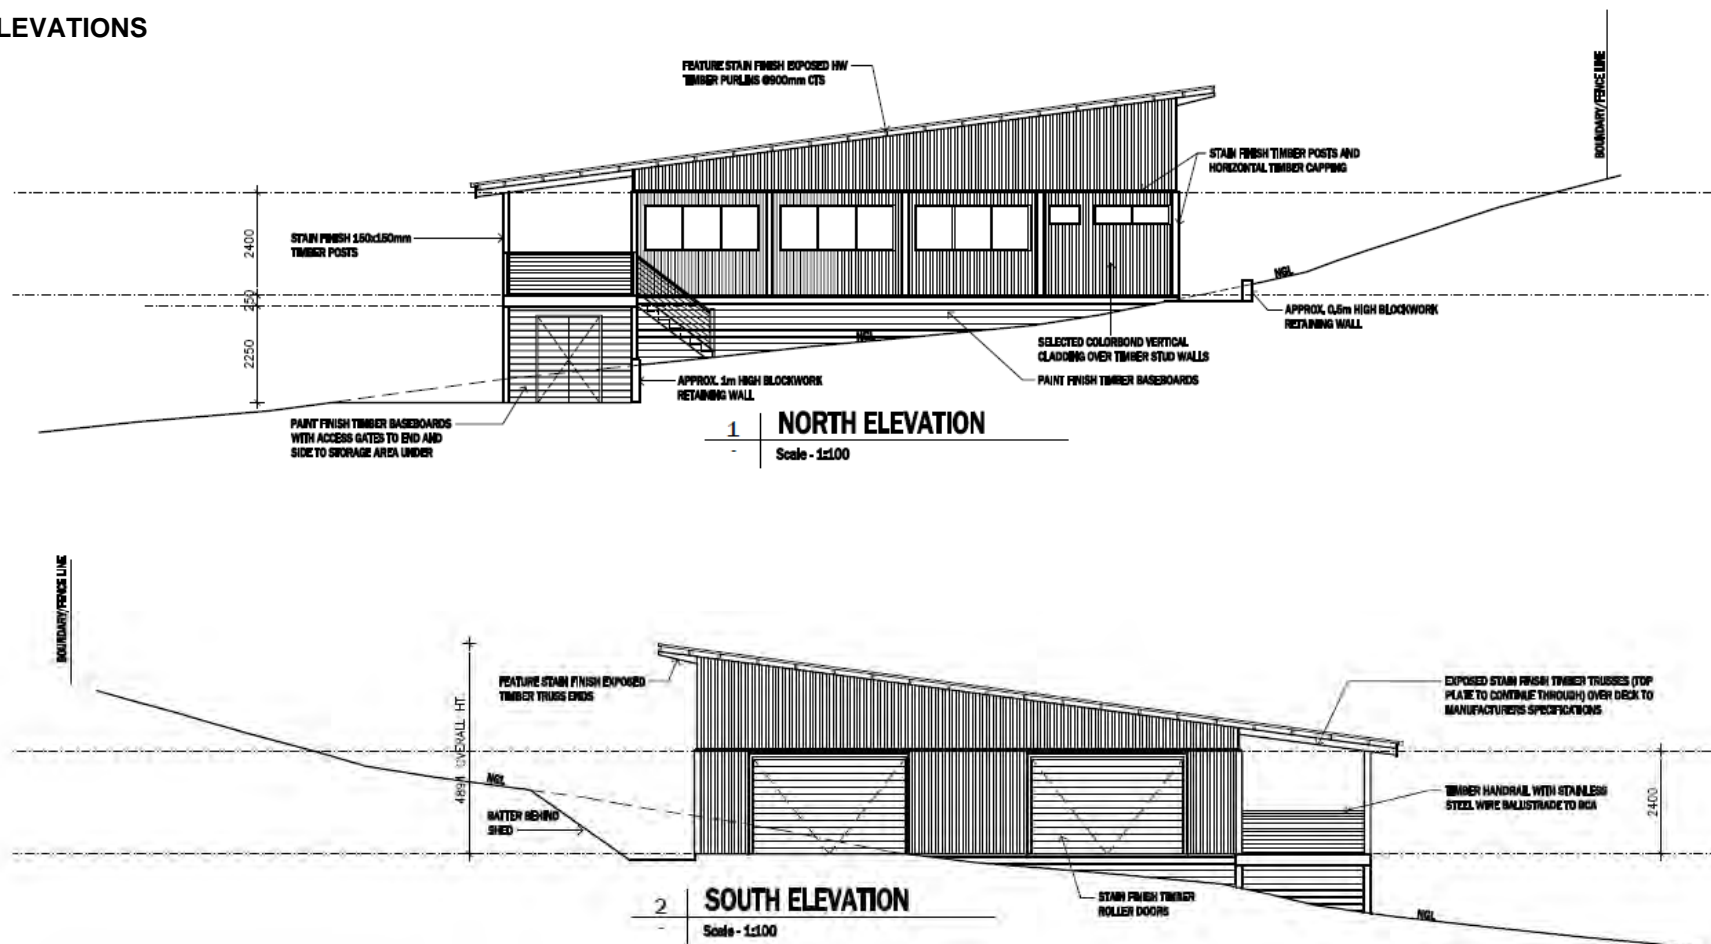 LEVATIONS
FEATURE STAIN FINISH EXPOSED HW
TIMBER PURLINS @900mm CTS
BOUNDARY/FENCE LINE
STAIN FINISH TIMBER POSTS AND
HORIZONTAL TIMBER CAPPING
2400
STAIN FINISH 150x150mm
TIMBER POSTS
NGL
250
APPROX. 0.5m HIGH BLOCKWORK
RETAINING WALL
NGL
SELECTED COLORBOND VERTICAL
CLADDING OVER TIMBER STUD WALLS
2250
PAINT FINISH TIMBER BASEBOARDS
APPROX. 1m HIGH BLOCKWORK
RETAINING WALL
PAINT FINISH TIMBER BASEBOARDS
WITH ACCESS GATES TO END AND
SIDE TO STORAGE AREA UNDER
1 NORTH ELEVATION
- Scale - 1:100
BOUNDARY/FENCE LINE
FEATURE STAIN FINISH EXPOSED
TIMBER TRUSS ENDS
EXPOSED STAIN FINISH TIMBER TRUSSES (TOP
PLATE TO CONTINUE THROUGH) OVER DECK TO
MANUFACTURERS SPECIFICATIONS
OVERALL HT.
NGL
BATTER BEHIND
SHED
TIMBER HANDRAIL WITH STAINLESS
STEEL WIRE BALUSTRADE TO BCA
2400
STAIN FINISH TIMBER
ROLLER DOORS
NGL
2 SOUTH ELEVATION
- Scale - 1:100